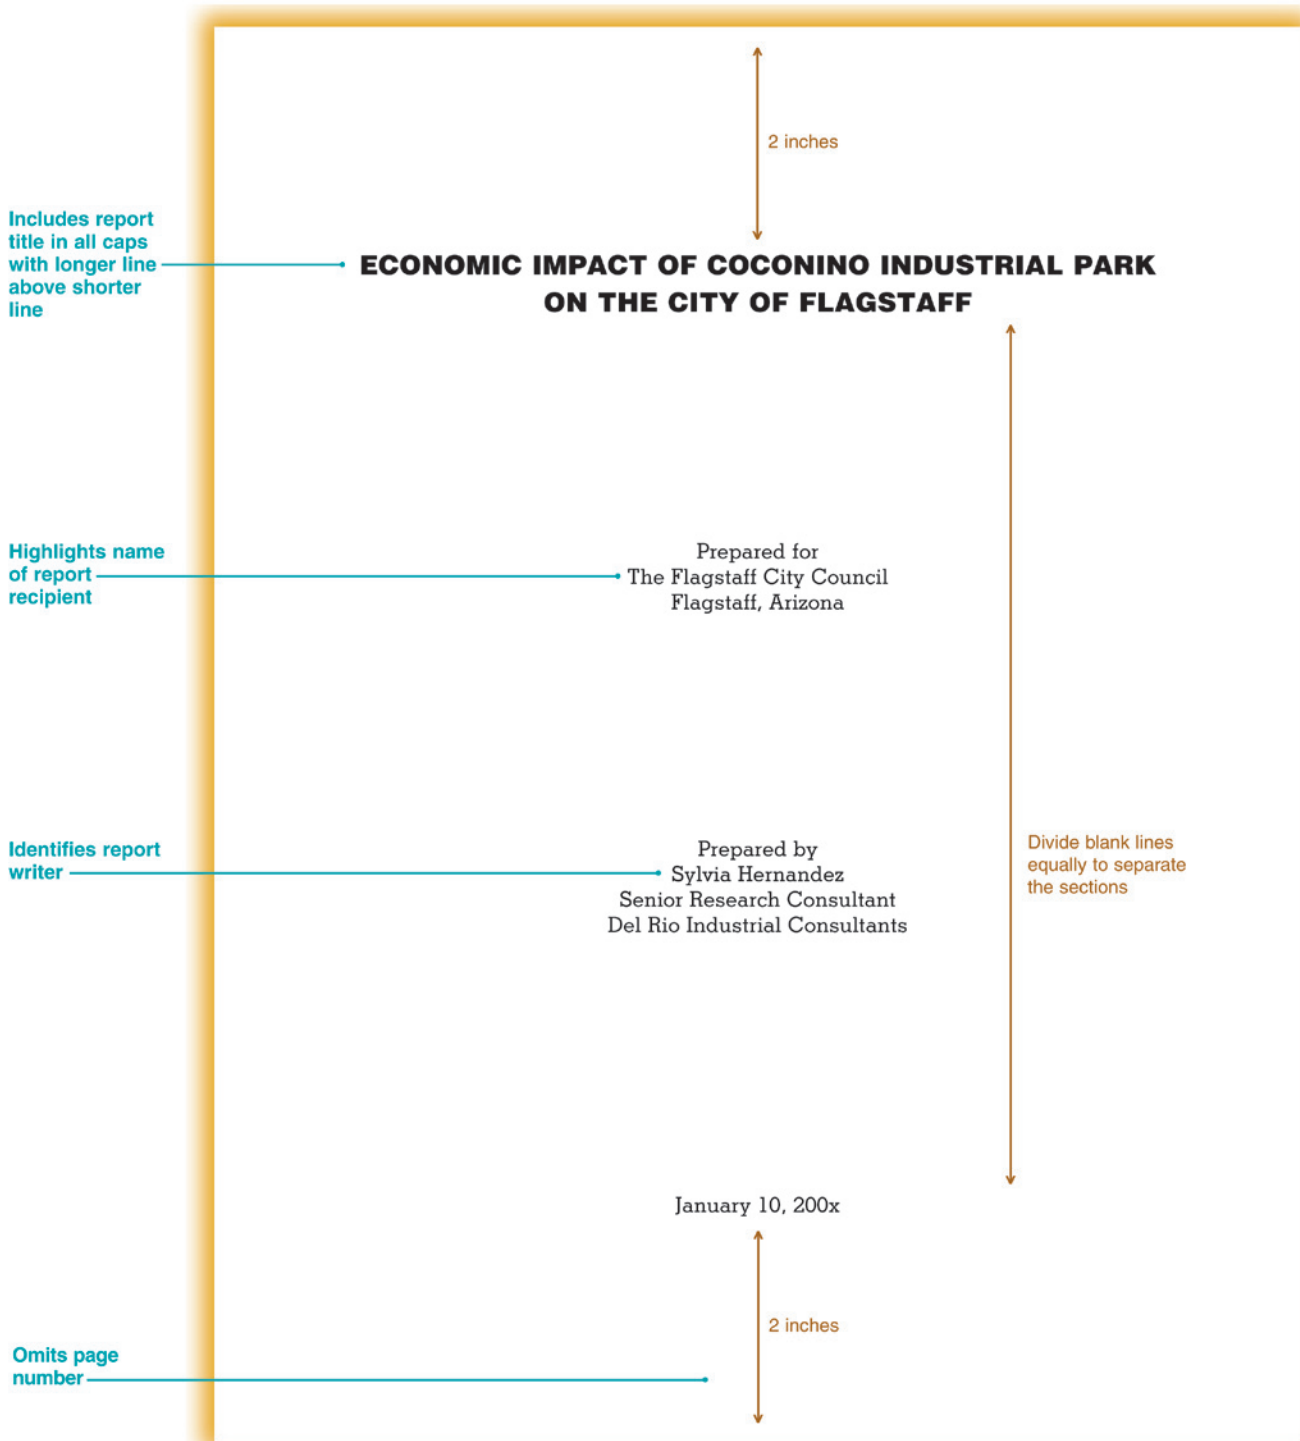 2 inches
Includes report
title in all caps
with longer line
above shorter
line
ECONOMIC IMPACT OF COCONINO INDUSTRIAL PARK
ON THE CITY OF FLAGSTAFF
Highlights name
of report
recipient
Prepared for
The Flagstaff City Council
Flagstaff, Arizona
Identifies report
writer
Prepared by
Sylvia Hernandez
Senior Research Consultant
Del Rio Industrial Consultants
Divide blank lines
equally to separate
the sections
January 10, 200x
2 inches
Omits page
number